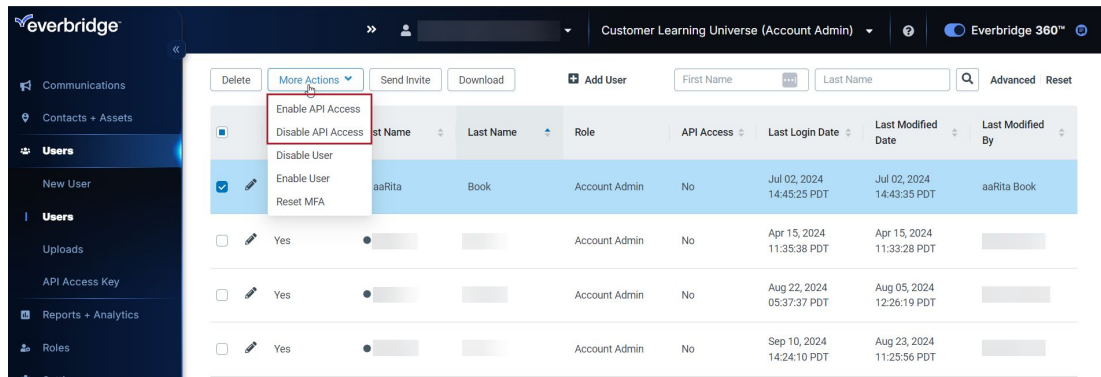 everbridge™
Customer Learning Universe (Account Admin)
Everbridge 360™
Communications
Contacts + Assets
Users
New User
Users
Uploads
API Access Key
Reports + Analytics
Roles
Delete
More Actions
Send Invite
Download
Add User
First Name
Last Name
Advanced
Reset
Enable API Access
Disable API Access
Disable User
Enable User
Reset MFA
st Name
Last Name
Role
API Access
Last Login Date
Last Modified
Date
Last Modified
By
aaRita
Book
Account Admin
No
Jul 02, 2024
14:45:25 PDT
Jul 02, 2024
14:43:35 PDT
aaRita Book
Yes
Account Admin
No
Apr 15, 2024
11:35:38 PDT
Apr 15, 2024
11:33:28 PDT
Yes
Account Admin
No
Aug 22, 2024
05:37:37 PDT
Aug 05, 2024
12:26:19 PDT
Yes
Account Admin
No
Sep 10, 2024
14:24:10 PDT
Aug 23, 2024
11:25:56 PDT